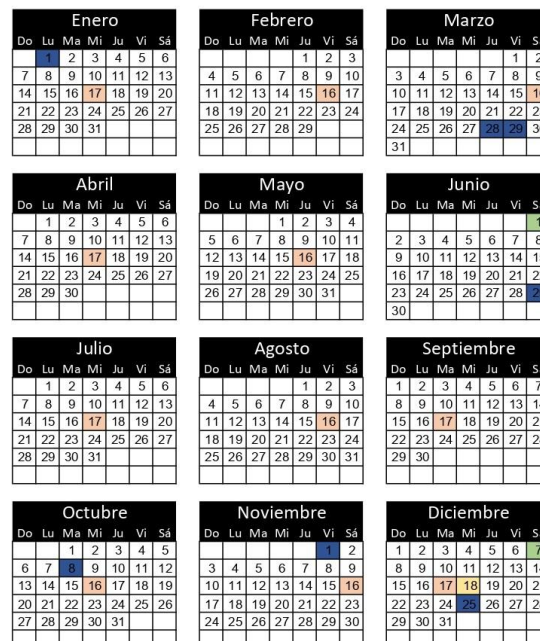 Enero
Do Lu Ma Mi Ju Vi Sá
1 2 3 4 5 6
7 8 9 10 11 12 13
14 15 16 17 18 19 20
21 22 23 24 25 26 27
28 29 30 31
Febrero
Do Lu Ma Mi Ju Vi Sá
1 2 3
4 5 6 7 8 9 10
11 12 13 14 15 16 17
18 19 20 21 22 23 24
25 26 27 28 29
Marzo
Do Lu Ma Mi Ju Vi
1 2
3 4 5 6 7 8 9
10 11 12 13 14 15
17 18 19 20 21 22
24 25 26 27 28 29
31
Abril
Do Lu Ma Mi Ju Vi Sá
1 2 3 4 5 6
7 8 9 10 11 12 13
14 15 16 17 18 19 20
21 22 23 24 25 26 27
28 29 30
Mayo
Do Lu Ma Mi Ju Vi Sá
1 2 3 4
5 6 7 8 9 10 11
12 13 14 15 16 17 18
19 20 21 22 23 24 25
26 27 28 29 30 31
Junio
Do Lu Ma Mi Ju Vi
1
2 3 4 5 6 7 8
9 10 11 12 13 14
16 17 18 19 20 21
23 24 25 26 27 28
30
Julio
Do Lu Ma Mi Ju Vi Sá
1 2 3 4 5 6
7 8 9 10 11 12 13
14 15 16 17 18 19 20
21 22 23 24 25 26 27
28 29 30 31
Agosto
Do Lu Ma Mi Ju Vi Sá
1 2 3
4 5 6 7 8 9 10
11 12 13 14 15 16 17
18 19 20 21 22 23 24
25 26 27 28 29 30 31
Septiembre
Do Lu Ma Mi Ju Vi
1 2 3 4 5 6 7
8 9 10 11 12 13
15 16 17 18 19 20
22 23 24 25 26 27
29 30
Octubre
Do Lu Ma Mi Ju Vi Sá
1 2 3 4 5
6 7 8 9 10 11 12
13 14 15 16 17 18 19
20 21 22 23 24 25 26
27 28 29 30 31
Noviembre
Do Lu Ma Mi Ju Vi Sá
1 2
3 4 5 6 7 8 9
10 11 12 13 14 15 16
17 18 19 20 21 22 23
24 25 26 27 28 29 30
Diciembre
Do Lu Ma Mi Ju Vi
1 2 3 4 5 6 7
8 9 10 11 12 13
15 16 17 18 19 20
22 23 24 25 26 27
29 30 31